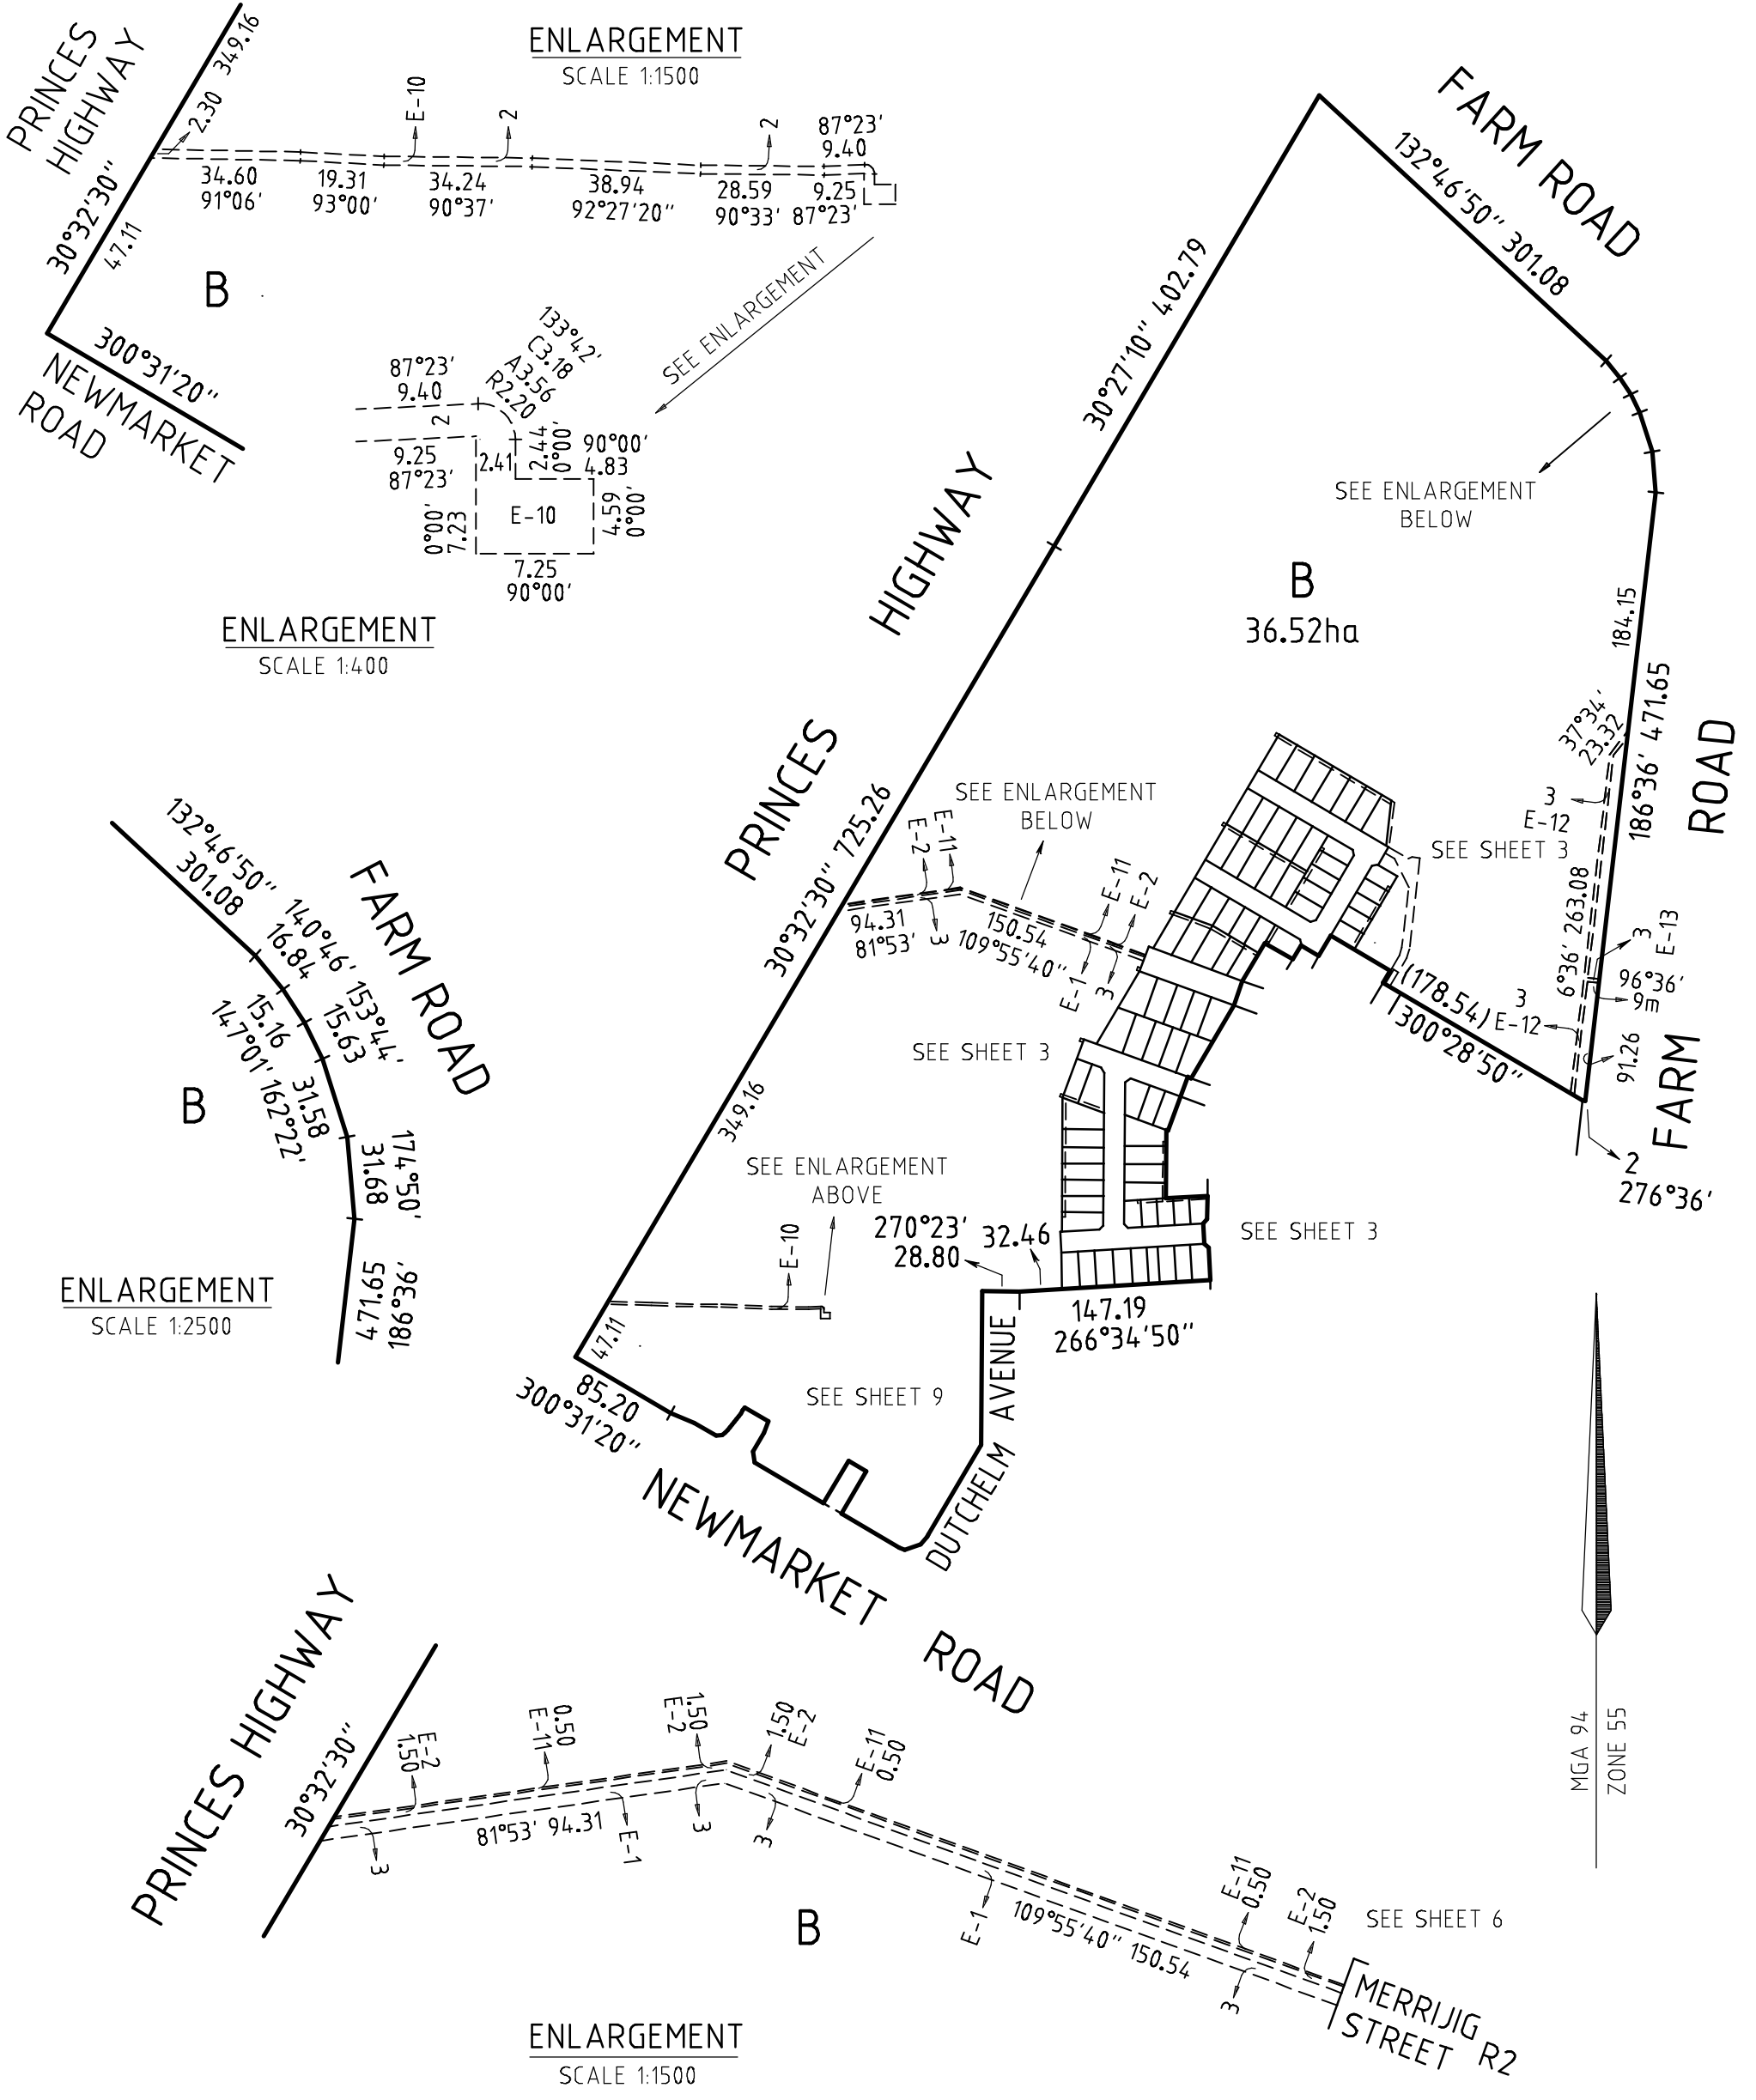 ENLARGEMENT
SCALE 1:1500
PRINCES
HIGHWAY
349.16
2.30
30°32'30"
47.11
E-10
2
2
87°23'
9.40
34.60
91°06'
19.31
93°00'
34.24
90°37'
38.94
92°27'20"
28.59
90°33'
9.25
87°23'
B
300°31'20"
NEWMARKET
ROAD
SEE ENLARGEMENT
133°42'
C3.18
A3.56
R2.20
87°23'
9.40
2
9.25
87°23'
2.41
2.44
0°00'
90°00'
4.83
0°00'
7.23
E-10
4.59
0°00'
7.25
90°00'
ENLARGEMENT
SCALE 1:400
FARM ROAD
132°46'50" 301.08
30°27'10" 402.79
SEE ENLARGEMENT
BELOW
B
36.52ha
PRINCES HIGHWAY
184.15
186°36' 471.65
37°34'
23.32
3
E-12
SEE SHEET 3
FARM ROAD
6°36' 263.08
3
E-13
96°36'
9m
3
E-12
91.26
(178.54)
300°28'50"
2
276°36'
SEE ENLARGEMENT
BELOW
30°32'30" 725.26
E-2
E-11
94.31
81°53'
3
150.54
109°55'40"
E-11
E-2
E-1
3
SEE SHEET 3
349.16
SEE ENLARGEMENT
ABOVE
E-10
270°23'
28.80
32.46
SEE SHEET 3
147.19
266°34'50"
47.11
85.20
300°31'20"
SEE SHEET 9
DUTCHELM AVENUE
NEWMARKET ROAD
132°46'50"
301.08
FARM ROAD
140°46'
16.84
153°44'
15.63
15.16
147°01'
31.58
162°22'
174°50'
31.68
B
471.65
186°36'
ENLARGEMENT
SCALE 1:2500
MGA 94
ZONE 55
PRINCES HIGHWAY
30°32'30"
E-2
1.50
0.50
E-11
1.50
E-2
1.50
E-2
E-11
0.50
3
81°53' 94.31
E-1
3
3
B
E-1
109°55'40" 150.54
E-11
0.50
E-2
1.50
3
SEE SHEET 6
MERRIJIG
STREET R2
ENLARGEMENT
SCALE 1:1500